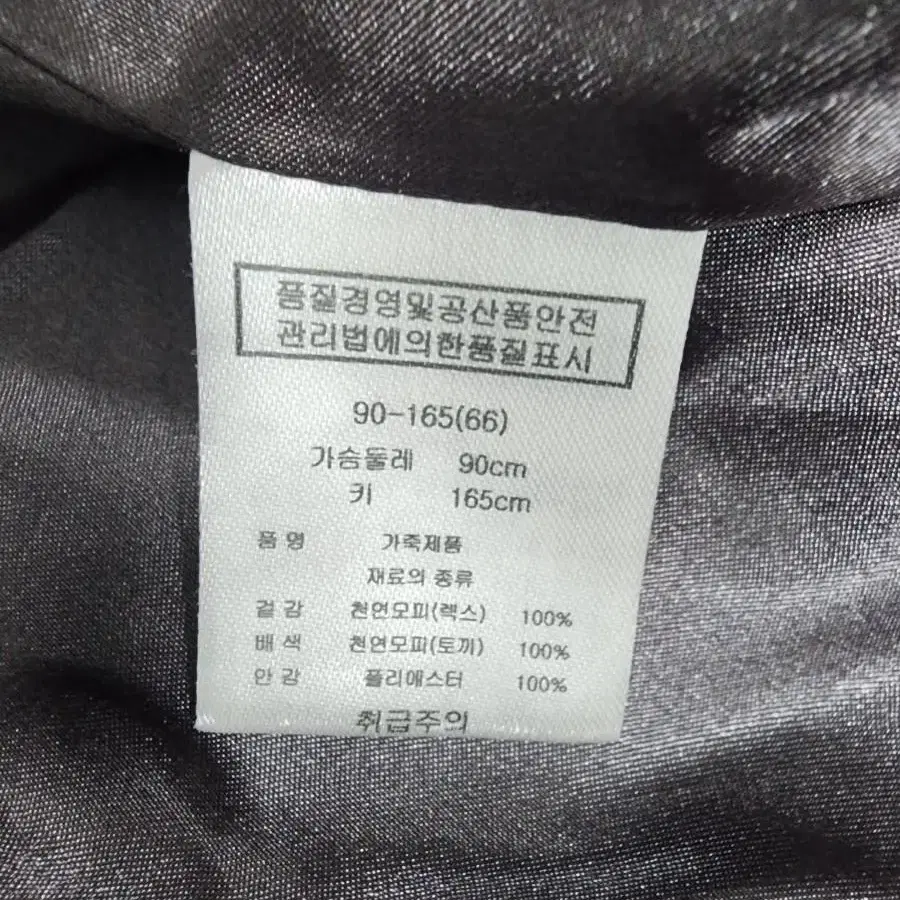 품질경영및공산품안전
관리법에의한품질표시
90-165(66)
가슴둘레 90cm
키 165cm
품 명 가죽제품
재료의 종류
겉 감 천연모피(렉스) 100%
배 색 천연모피(토끼) 100%
안 감 폴리에스터 100%
취급주의